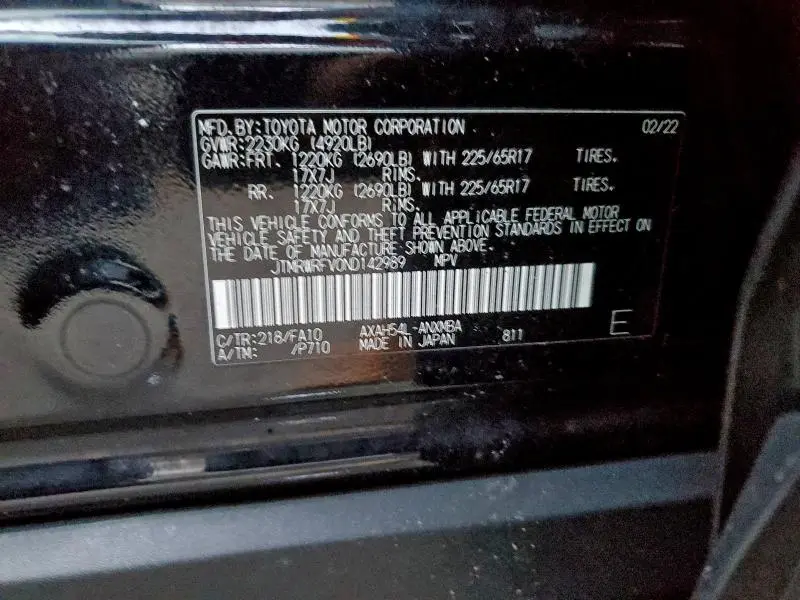 MFD. BY: TOYOTA MOTOR CORPORATION 02/22
GVWR: 2230KG (4920LB)
GAWR: FRT. 1220KG (2690LB) WITH 225/65R17 TIRES.
17X7J RIMS.
RR. 1220KG (2690LB) WITH 225/65R17 TIRES.
17X7J RIMS.
THIS VEHICLE CONFORMS TO ALL APPLICABLE FEDERAL MOTOR
VEHICLE SAFETY AND THEFT PREVENTION STANDARDS IN EFFECT ON
THE DATE OF MANUFACTURE SHOWN ABOVE.
JTMRWRFV0ND142989 MPV
C/TR: 218/FA10 AXAH54L-ANXMBA 811 E
A/TM: /P710 MADE IN JAPAN